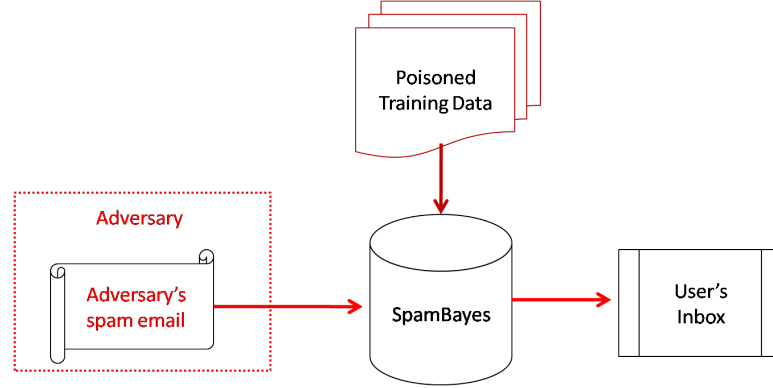 Poisoned
Training Data
Adversary
Adversary's
spam email
SpamBayes
User's
Inbox